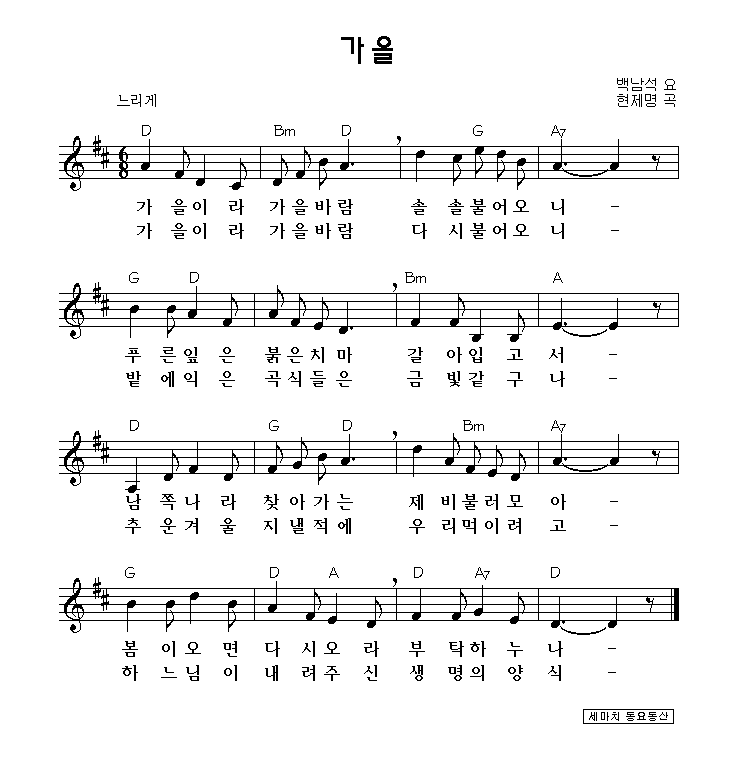 가을
백남석 요
느리게
현제명 곡
D Bm D G A7
6
8
가 을이 라 가을바람 솔 솔불어오 니 -
가 을이 라 가을바람 다 시불어오 니 -
G D Bm A
푸 른잎 은 붉은치마 갈 아입 고 서 -
밭 에익 은 곡식들은 금 빛같 구 나 -
D G D Bm A7
남 쪽나 라 찾아가는 제 비불러모 아 -
추 운겨 울 지낼적에 우 리먹이려 고 -
G D A D A7 D
봄 이오 면 다시오 라 부 탁하 누 나 -
하 느님 이 내려주 신 생 명의 양 식 -
세마치 동요동산